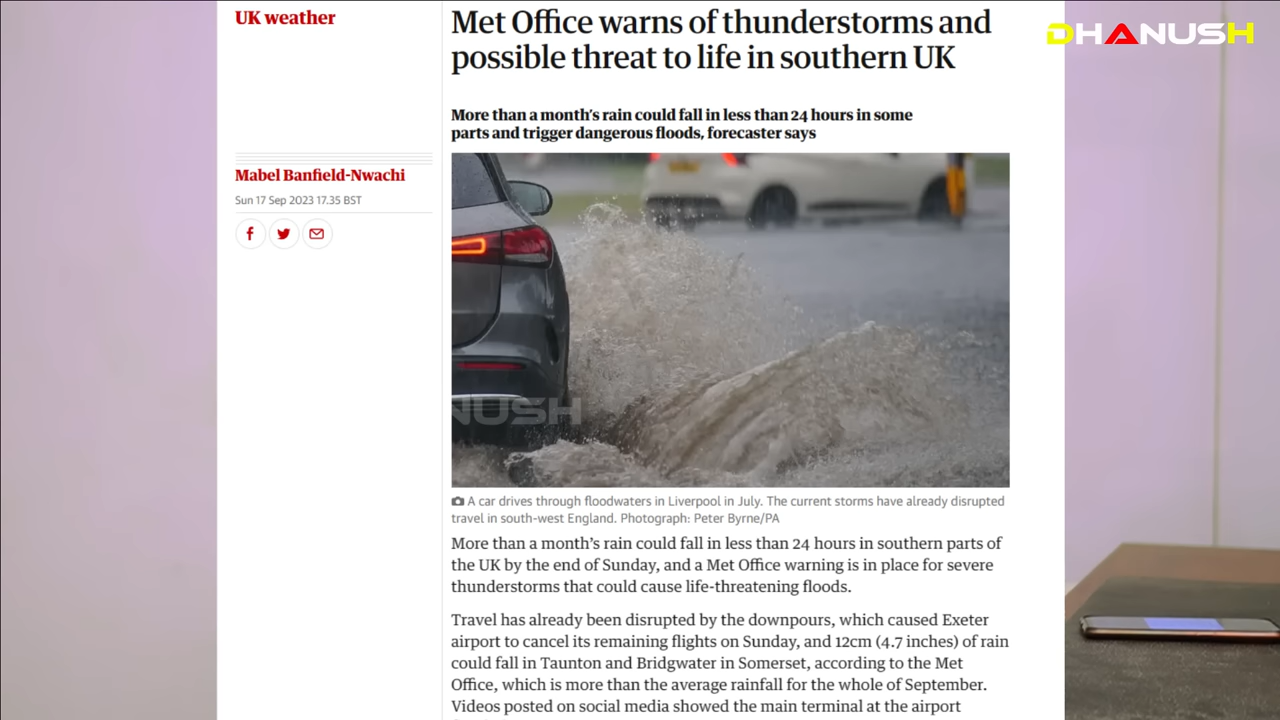 UK weather
Met Office warns of thunderstorms and
possible threat to life in southern UK
DHANUSH
More than a month's rain could fall in less than 24 hours in some
parts and trigger dangerous floods, forecaster says
Mabel Banfield-Nwachi
Sun 17 Sep 2023 17.35 BST
NUSH
A car drives through floodwaters in Liverpool in July. The current storms have already disrupted
travel in south-west England. Photograph: Peter Byrne/PA
More than a month's rain could fall in less than 24 hours in southern parts of
the UK by the end of Sunday, and a Met Office warning is in place for severe
thunderstorms that could cause life-threatening floods.
Travel has already been disrupted by the downpours, which caused Exeter
airport to cancel its remaining flights on Sunday, and 12cm (4.7 inches) of rain
could fall in Taunton and Bridgwater in Somerset, according to the Met
Office, which is more than the average rainfall for the whole of September.
Videos posted on social media showed the main terminal at the airport